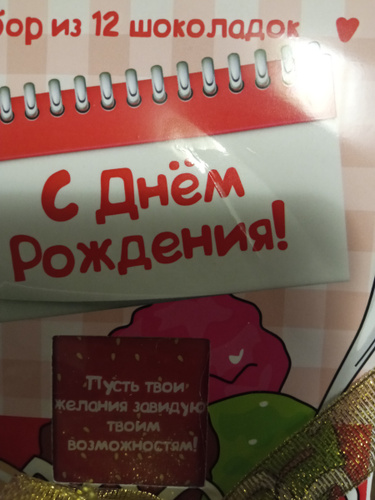 бор из 12 шоколадок
С Днём
Рождения!
Пусть твои
желания завидуют
твоим
возможностям!